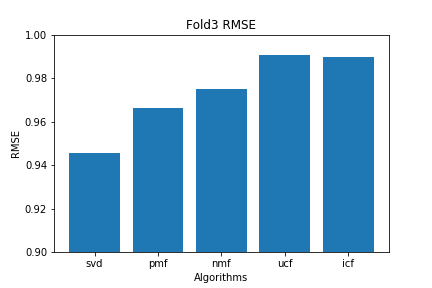 Fold3 RMSE
1.00
0.98
0.96
0.94
0.92
0.90
RMSE
svd pmf nmf ucf icf
Algorithms